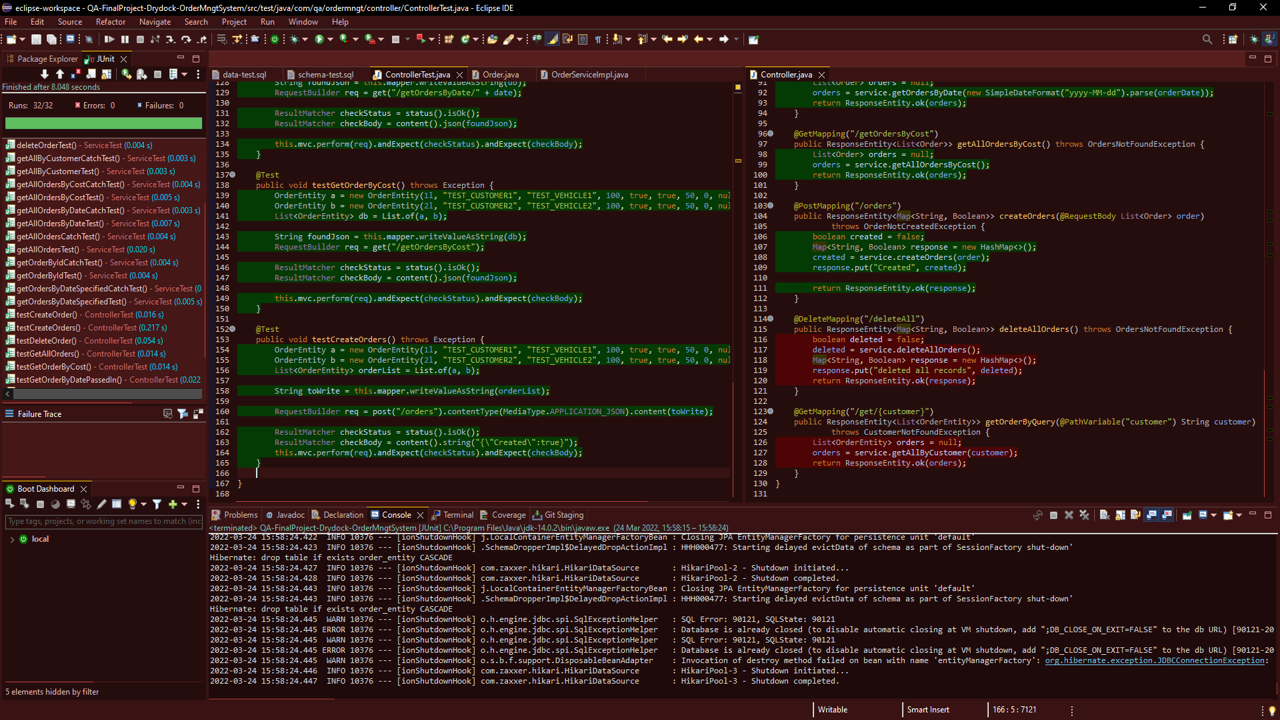 eclipse-workspace - QA-FinalProject-Drydock-OrderMngtSystem/src/test/java/com/qa/ordermngt/controller/ControllerTest.java - Eclipse IDE
File Edit Source Refactor Navigate Search Project Run Window Help
Package Explorer JUnit
Finished after 8.048 seconds
Runs: 32/32 Errors: 0 Failures: 0
deleteOrderTest() - ServiceTest (0.004 s)
getAllByCustomerCatchTest() - ServiceTest (0.003 s)
getAllByCustomerTest() - ServiceTest (0.003 s)
getAllOrdersByCostCatchTest() - ServiceTest (0.004 s)
getAllOrdersByCostTest() - ServiceTest (0.005 s)
getAllOrdersByDateCatchTest() - ServiceTest (0.003 s)
getAllOrdersByDateTest() - ServiceTest (0.007 s)
getAllOrdersCatchTest() - ServiceTest (0.004 s)
getAllOrdersTest() - ServiceTest (0.020 s)
getOrderByIdCatchTest() - ServiceTest (0.004 s)
getOrderByIdTest() - ServiceTest (0.004 s)
getOrdersByDateSpecifiedCatchTest() - ServiceTest (0
getOrdersByDateSpecifiedTest() - ServiceTest (0.005 s)
testCreateOrder() - ControllerTest (0.016 s)
testCreateOrders() - ControllerTest (0.217 s)
testDeleteOrder() - ControllerTest (0.054 s)
testGetAllOrders() - ControllerTest (0.014 s)
testGetOrderByCost() - ControllerTest (0.014 s)
testGetOrderByDatePassedIn() - ControllerTest (0.022
Failure Trace
Boot Dashboard
Type tags, projects, or working set names to match (inc
local
5 elements hidden by filter
data-test.sql schema-test.sql ControllerTest.java Order.java OrderServiceImpl.java
128 String foundJson = this.mapper.writeValueAsString(db);
129 RequestBuilder req = get("/getOrdersByDate/" + date);
130
131 ResultMatcher checkStatus = status().isOk();
132 ResultMatcher checkBody = content().json(foundJson);
133
134 this.mvc.perform(req).andExpect(checkStatus).andExpect(checkBody);
135 }
136
137 @Test
138 public void testGetOrderByCost() throws Exception {
139 OrderEntity a = new OrderEntity(1l, "TEST_CUSTOMER1", "TEST_VEHICLE1", 100, true, true, 50, 0, nul
140 OrderEntity b = new OrderEntity(2l, "TEST_CUSTOMER2", "TEST_VEHICLE2", 100, true, true, 50, 0, nul
141 List<OrderEntity> db = List.of(a, b);
142
143 String foundJson = this.mapper.writeValueAsString(db);
144 RequestBuilder req = get("/getOrdersByCost");
145
146 ResultMatcher checkStatus = status().isOk();
147 ResultMatcher checkBody = content().json(foundJson);
148
149 this.mvc.perform(req).andExpect(checkStatus).andExpect(checkBody);
150 }
151
152 @Test
153 public void testCreateOrders() throws Exception {
154 OrderEntity a = new OrderEntity(1l, "TEST_CUSTOMER1", "TEST_VEHICLE1", 100, true, true, 50, 0, nul
155 OrderEntity b = new OrderEntity(2l, "TEST_CUSTOMER2", "TEST_VEHICLE2", 100, true, true, 50, 0, nul
156 List<OrderEntity> orderList = List.of(a, b);
157
158 String toWrite = this.mapper.writeValueAsString(orderList);
159
160 RequestBuilder req = post("/orders").contentType(MediaType.APPLICATION_JSON).content(toWrite);
161
162 ResultMatcher checkStatus = status().isOk();
163 ResultMatcher checkBody = content().string("{\"Created\":true}");
164 this.mvc.perform(req).andExpect(checkStatus).andExpect(checkBody);
165 }
166
167 }
168
Controller.java
91 List<Order> orders = null;
92 orders = service.getOrdersByDate(new SimpleDateFormat("yyyy-MM-dd").parse(orderDate));
93 return ResponseEntity.ok(orders);
94 }
95
96 @GetMapping("/getOrdersByCost")
97 public ResponseEntity<List<Order>> getAllOrdersByCost() throws OrdersNotFoundException {
98 List<Order> orders = null;
99 orders = service.getAllOrdersByCost();
100 return ResponseEntity.ok(orders);
101 }
102
103 @PostMapping("/orders")
104 public ResponseEntity<Map<String, Boolean>> createOrders(@RequestBody List<Order> order)
105 throws OrderNotCreatedException {
106 boolean created = false;
107 Map<String, Boolean> response = new HashMap<>();
108 created = service.createOrders(order);
109 response.put("Created", created);
110
111 return ResponseEntity.ok(response);
112 }
113
114 @DeleteMapping("/deleteAll")
115 public ResponseEntity<Map<String, Boolean>> deleteAllOrders() throws OrdersNotFoundException {
116 boolean deleted = false;
117 deleted = service.deleteAllOrders();
118 Map<String, Boolean> response = new HashMap<>();
119 response.put("deleted all records", deleted);
120 return ResponseEntity.ok(response);
121 }
122
123 @GetMapping("/get/{customer}")
124 public ResponseEntity<List<OrderEntity>> getOrderByQuery(@PathVariable("customer") String customer)
125 throws CustomerNotFoundException {
126 List<OrderEntity> orders = null;
127 orders = service.getAllByCustomer(customer);
128 return ResponseEntity.ok(orders);
129 }
130 }
131
Problems Javadoc Declaration Console Terminal Coverage Git Staging
<terminated> QA-FinalProject-Drydock-OrderMngtSystem [JUnit] C:\Program Files\Java\jdk-14.0.2\bin\javaw.exe (24 Mar 2022, 15:58:15 – 15:58:24)
2022-03-24 15:58:24.422 INFO 10376 --- [ionShutdownHook] j.LocalContainerEntityManagerFactoryBean : Closing JPA EntityManagerFactory for persistence unit 'default'
2022-03-24 15:58:24.423 INFO 10376 --- [ionShutdownHook] .SchemaDropperImpl$DelayedDropActionImpl : HHH000477: Starting delayed evictData of schema as part of SessionFactory shut-down'
Hibernate: drop table if exists order_entity CASCADE
2022-03-24 15:58:24.427 INFO 10376 --- [ionShutdownHook] com.zaxxer.hikari.HikariDataSource : HikariPool-2 - Shutdown initiated...
2022-03-24 15:58:24.428 INFO 10376 --- [ionShutdownHook] com.zaxxer.hikari.HikariDataSource : HikariPool-2 - Shutdown completed.
2022-03-24 15:58:24.443 INFO 10376 --- [ionShutdownHook] j.LocalContainerEntityManagerFactoryBean : Closing JPA EntityManagerFactory for persistence unit 'default'
2022-03-24 15:58:24.443 INFO 10376 --- [ionShutdownHook] .SchemaDropperImpl$DelayedDropActionImpl : HHH000477: Starting delayed evictData of schema as part of SessionFactory shut-down'
Hibernate: drop table if exists order_entity CASCADE
2022-03-24 15:58:24.445 WARN 10376 --- [ionShutdownHook] o.h.engine.jdbc.spi.SqlExceptionHelper : SQL Error: 90121, SQLState: 90121
2022-03-24 15:58:24.445 ERROR 10376 --- [ionShutdownHook] o.h.engine.jdbc.spi.SqlExceptionHelper : Database is already closed (to disable automatic closing at VM shutdown, add ";DB_CLOSE_ON_EXIT=FALSE" to the db URL) [90121-20
2022-03-24 15:58:24.445 WARN 10376 --- [ionShutdownHook] o.h.engine.jdbc.spi.SqlExceptionHelper : SQL Error: 90121, SQLState: 90121
2022-03-24 15:58:24.445 ERROR 10376 --- [ionShutdownHook] o.h.engine.jdbc.spi.SqlExceptionHelper : Database is already closed (to disable automatic closing at VM shutdown, add ";DB_CLOSE_ON_EXIT=FALSE" to the db URL) [90121-20
2022-03-24 15:58:24.446 WARN 10376 --- [ionShutdownHook] o.s.b.f.support.DisposableBeanAdapter : Invocation of destroy method failed on bean with name 'entityManagerFactory': org.hibernate.exception.JDBCConnectionException:
2022-03-24 15:58:24.446 INFO 10376 --- [ionShutdownHook] com.zaxxer.hikari.HikariDataSource : HikariPool-3 - Shutdown initiated...
2022-03-24 15:58:24.447 INFO 10376 --- [ionShutdownHook] com.zaxxer.hikari.HikariDataSource : HikariPool-3 - Shutdown completed.
Writable Smart Insert 166 : 5 : 7121